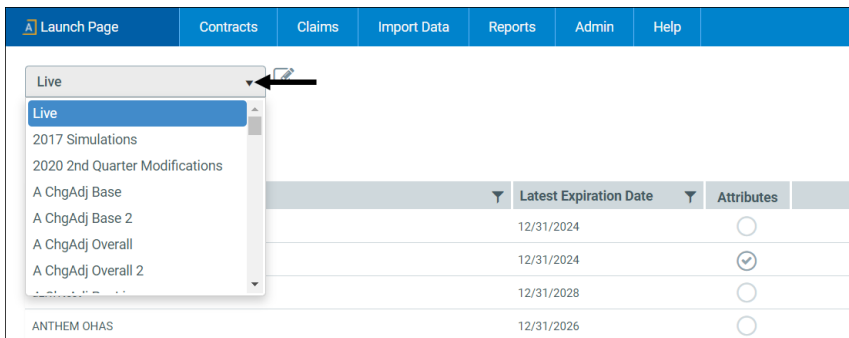 A Launch Page Contracts Claims Import Data Reports Admin Help
Live
Live
2017 Simulations
2020 2nd Quarter Modifications
A ChgAdj Base
Latest Expiration Date Attributes
A ChgAdj Base 2
12/31/2024
A ChgAdj Overall
A ChgAdj Overall 2
12/31/2024
12/31/2028
ANTHEM OHAS 12/31/2026